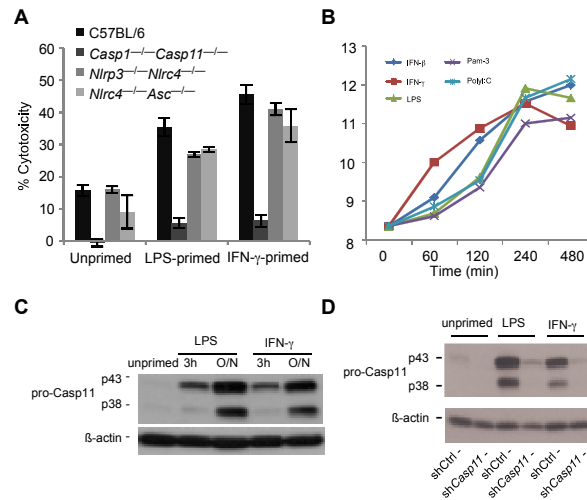 A
C57BL/6
Casp1—/—Casp11—/—
Nlrp3—/—Nlrc4—/—
Nlrc4—/—Asc—/—
60
50
40
30
20
10
0
% Cytotoxicity
Unprimed
LPS-primed
IFN-γ-primed
B
13
12
11
10
9
8
IFN-β
IFN-γ
LPS
Pam-3
PolyI:C
0
60
120
240
480
Time (min)
C
LPS
IFN-γ
unprimed
3h
O/N
3h
O/N
pro-Casp11
p43 -
p38 -
ß-actin -
D
unprimed
LPS
IFN-γ
pro-Casp11
p43 -
p38 -
ß-actin -
shCtrl -
shCasp11 -
shCtrl -
shCasp11 -
shCtrl -
shCasp11 -